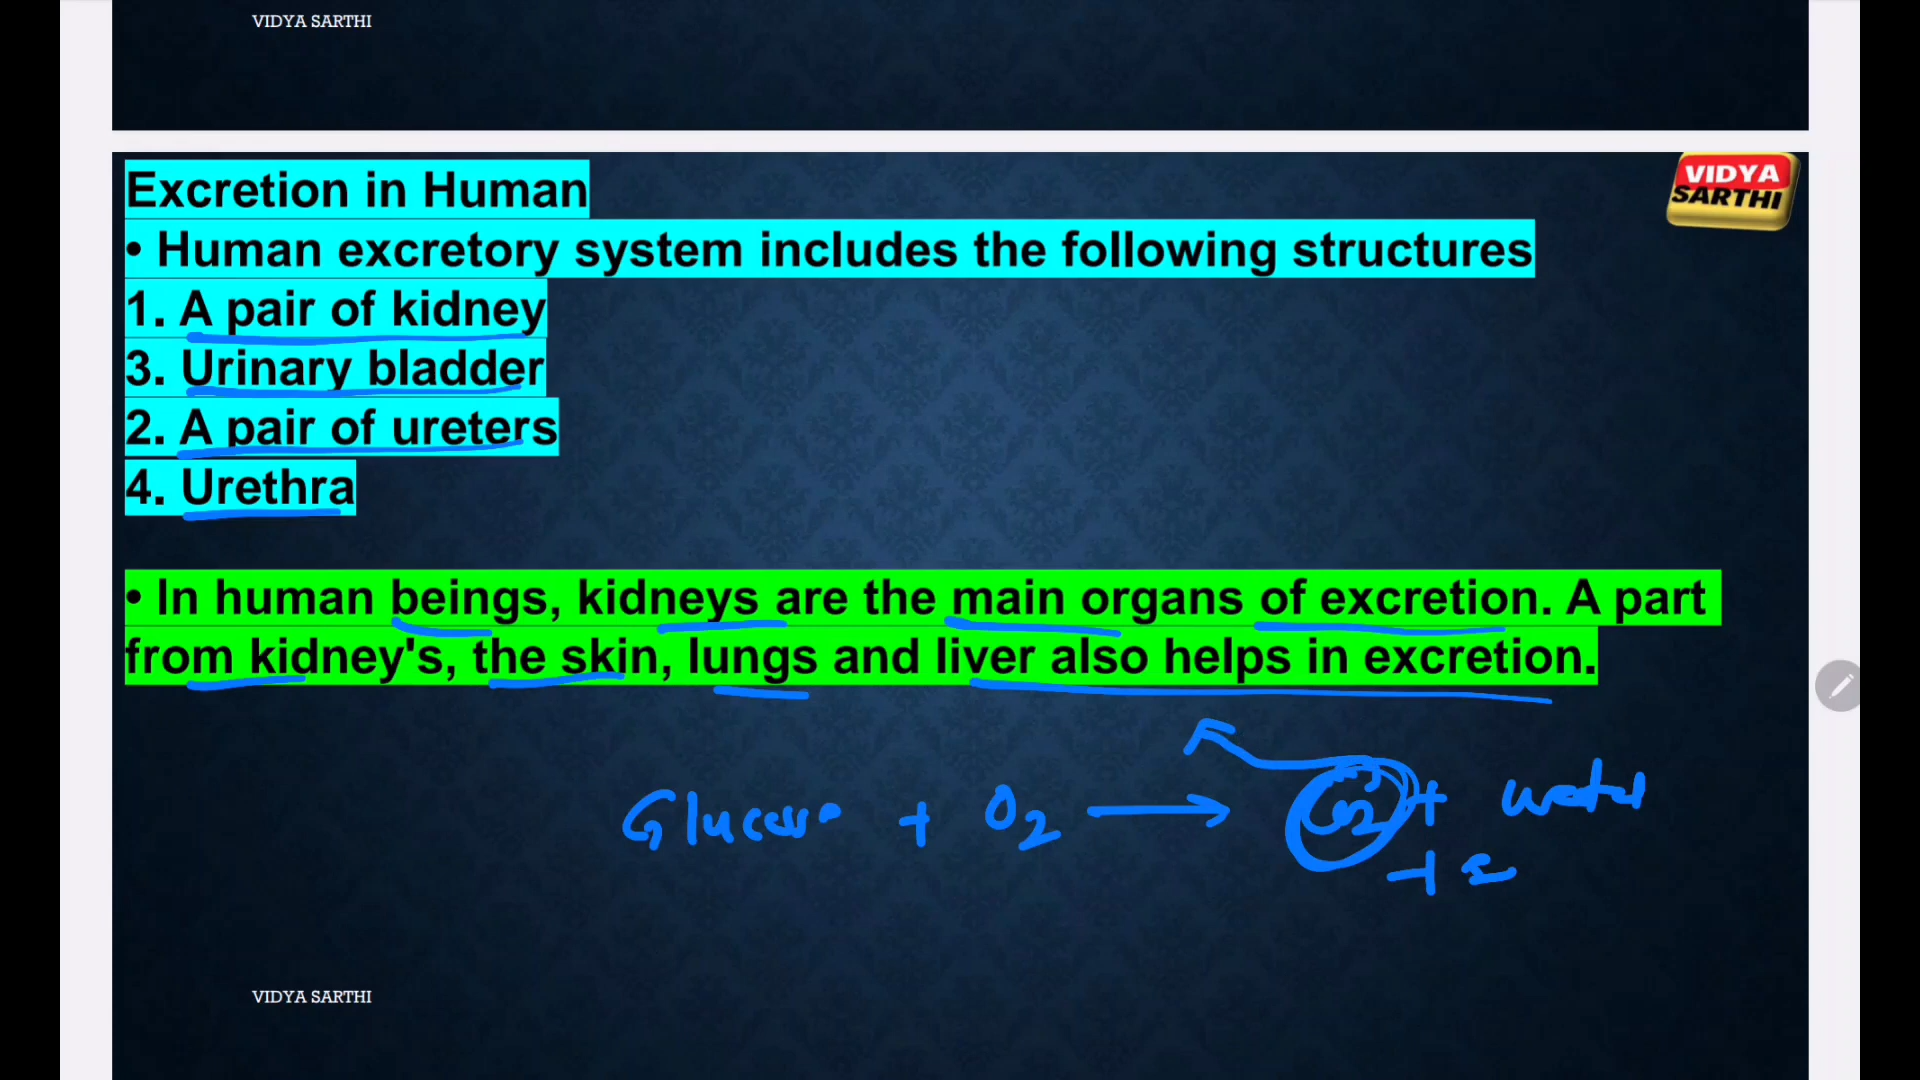 VIDYA SARTHI
VIDYA
SARTHI
Excretion in Human
• Human excretory system includes the following structures
1. A pair of kidney
3. Urinary bladder
2. A pair of ureters
4. Urethra
• In human beings, kidneys are the main organs of excretion. A part
from kidney's, the skin, lungs and liver also helps in excretion.
Glucose + O2 → CO2 + water
+
VIDYA SARTHI